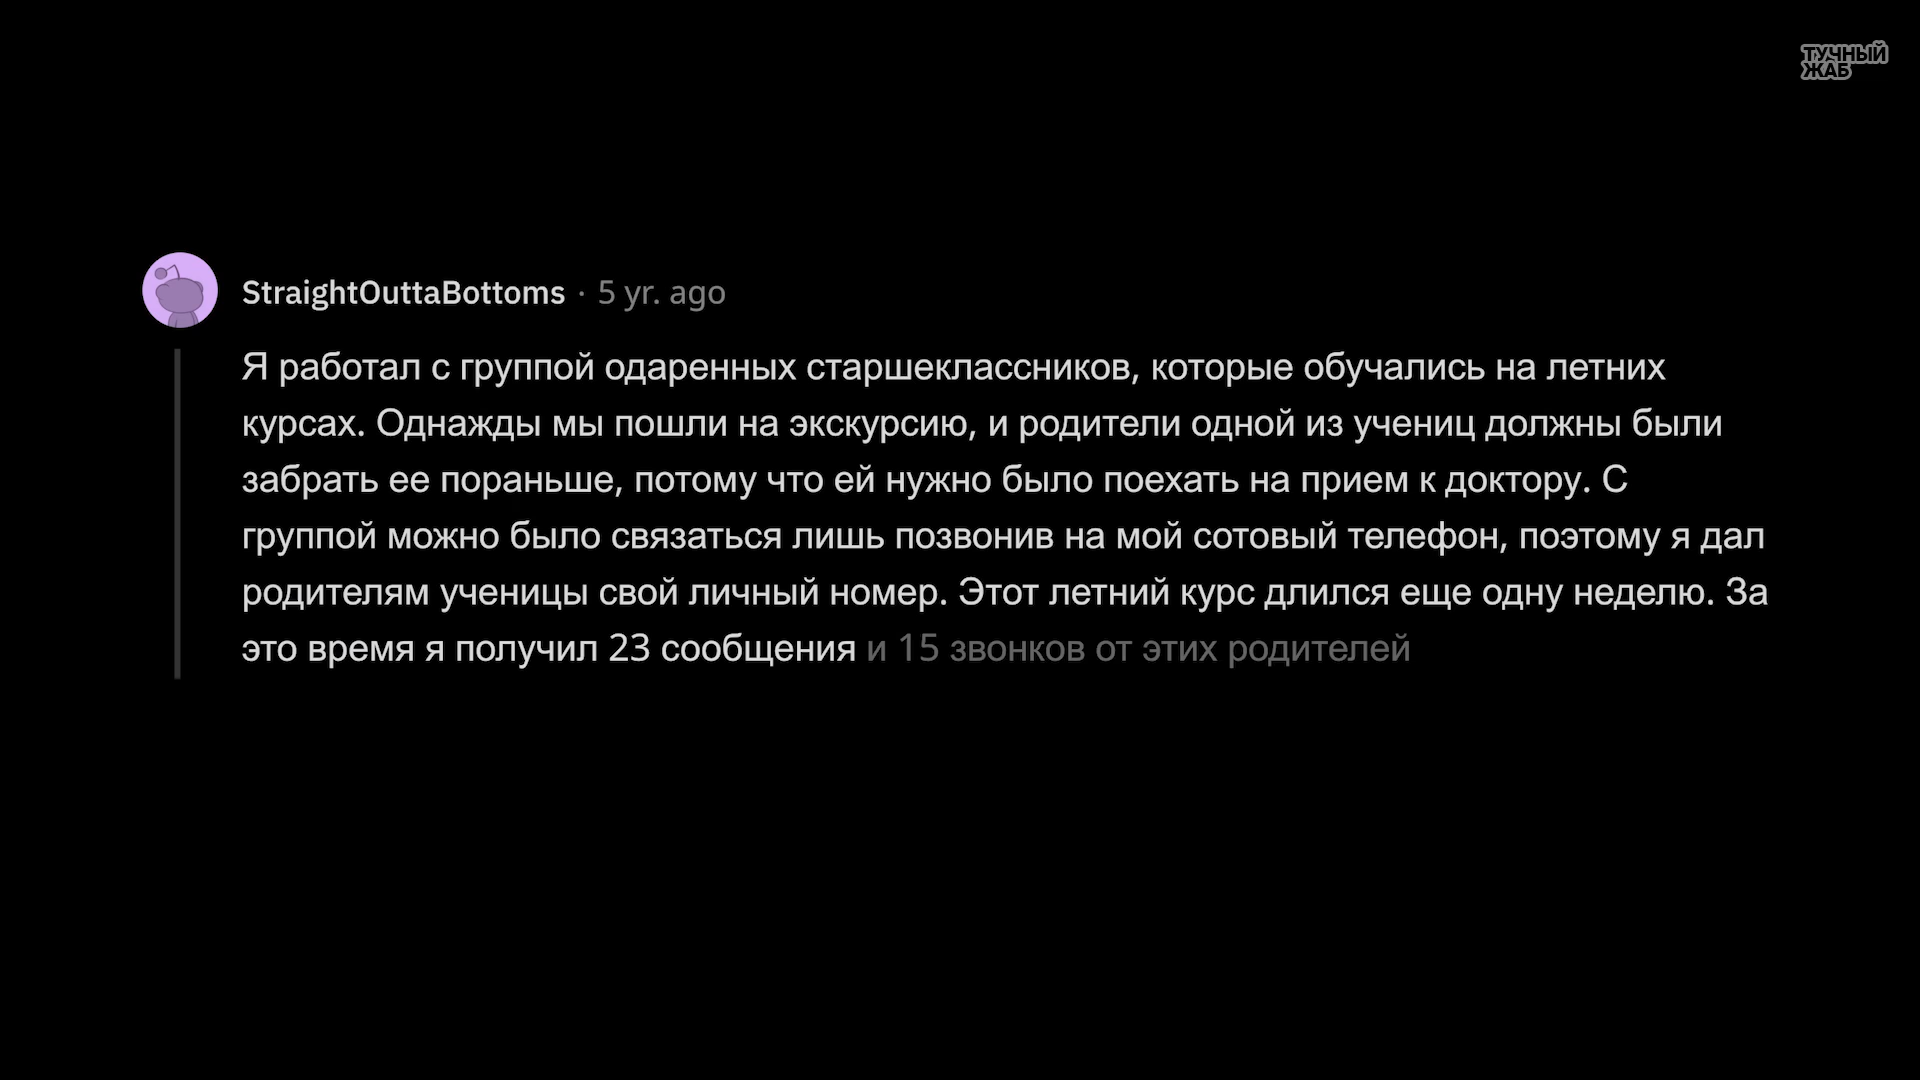 ТУЧНЫЙ
ЖАБ
StraightOuttaBottoms · 5 yr. ago
Я работал с группой одаренных старшеклассников, которые обучались на летних
курсах. Однажды мы пошли на экскурсию, и родители одной из учениц должны были
забрать ее пораньше, потому что ей нужно было поехать на прием к доктору. С
группой можно было связаться лишь позвонив на мой сотовый телефон, поэтому я дал
родителям ученицы свой личный номер. Этот летний курс длился еще одну неделю. За
это время я получил 23 сообщения и 15 звонков от этих родителей